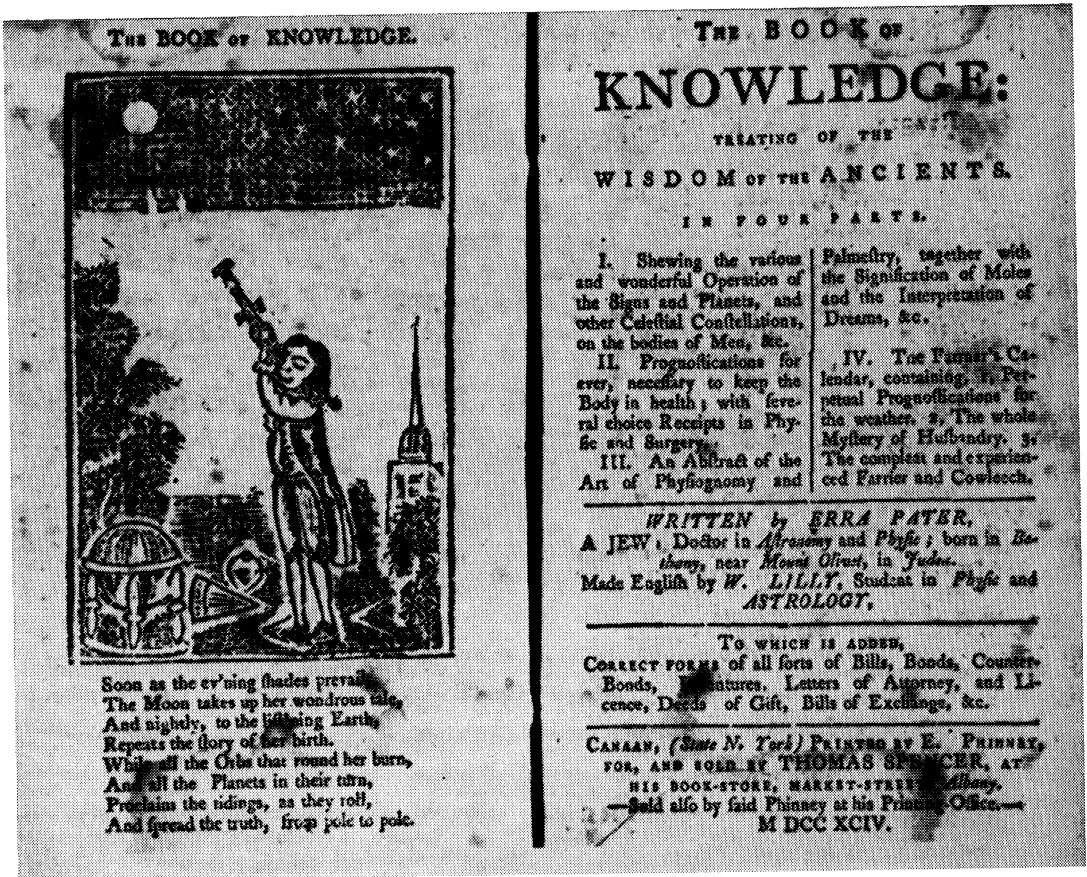 THE BOOK OF KNOWLEDGE.
Soon as the ev'ning ſhades prevail,
The Moon takes up her wondrous tale,
And nightly, to the liſt'ning Earth,
Repeats the ſtory of her birth.
While all the Orbs that round her burn,
And all the Planets in their turn,
Proclaim the tidings, as they roll,
And ſpread the truth, from pole to pole.
THE BOOK OF
KNOWLEDGE:
TREATING OF THE
WISDOM OF THE ANCIENTS.
IN FOUR PARTS.
I. Shewing the various
and wonderful Operation of
the Signs and Planets, and
other Celeſtial Conſtellations,
on the bodies of Men, &c.
II. Prognoſtications for
ever, neceſſary to keep the
Body in health; with ſeve-
ral choice Receipts in Phy-
ſic and Surgery.
III. An Abſtract of the
Art of Phyſiognomy and
Palmeſtry, together with
the Signification of Moles
and the Interpretation of
Dreams, &c.
IV. The Farmer's Ca-
lendar, containing, 1, Per-
petual Prognoſtications for
the weather. 2, The whole
Myſtery of Huſbandry. 3,
The compleat and experien-
ced Farrier and Cowleech.
WRITTEN by ERRA PATER,
A JEW; Doctor in Aſtronomy and Phyſic; born in Be-
thany, near Mount Olivet, in Judea.
Made Engliſh by W. LILLY, Student in Phyſic and
ASTROLOGY,
TO WHICH IS ADDED,
CORRECT FORMS of all ſorts of Bills, Bonds, Counter-
Bonds, Letters of Attorney, and Li-
cence, Deeds of Gift, Bills of Exchange, &c.
CANAAN, (State N. York) PRINTED BY E. PHINNEY,
FOR, AND SOLD BY THOMAS SPENCER, AT
HIS BOOK-STORE, MARKET-STREET Albany.
—Sold alſo by ſaid Phinney at his Printing-Office.—
M DCC XCIV.